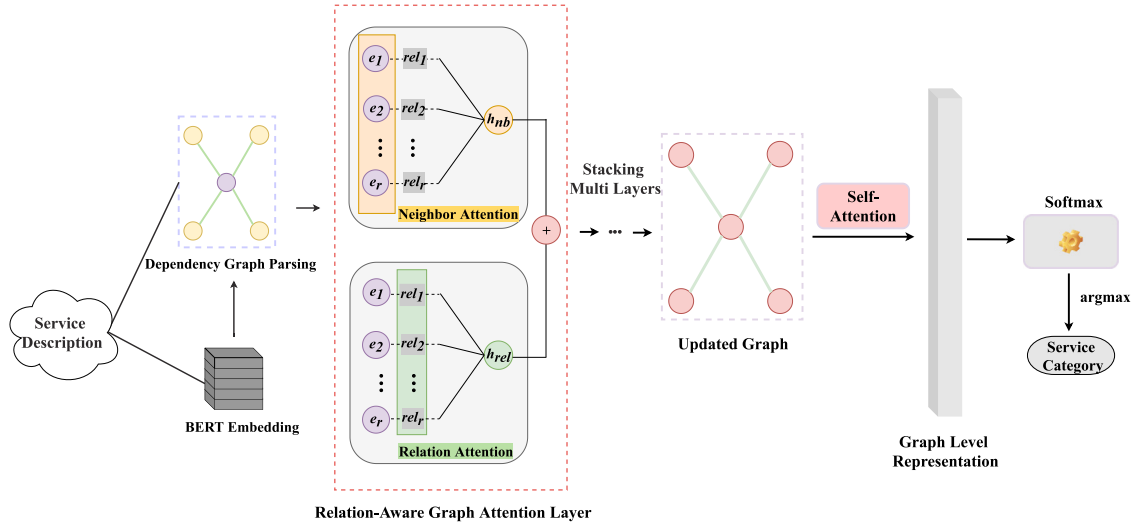 Service
Description
Dependency Graph Parsing
BERT Embedding
e1 rel1
e2 rel2
er relr
hnb
Neighbor Attention
+
e1 rel1
e2 rel2
er relr
hrel
Relation Attention
Relation-Aware Graph Attention Layer
Stacking
Multi Layers
Updated Graph
Self-
Attention
Graph Level
Representation
Softmax
argmax
Service
Category